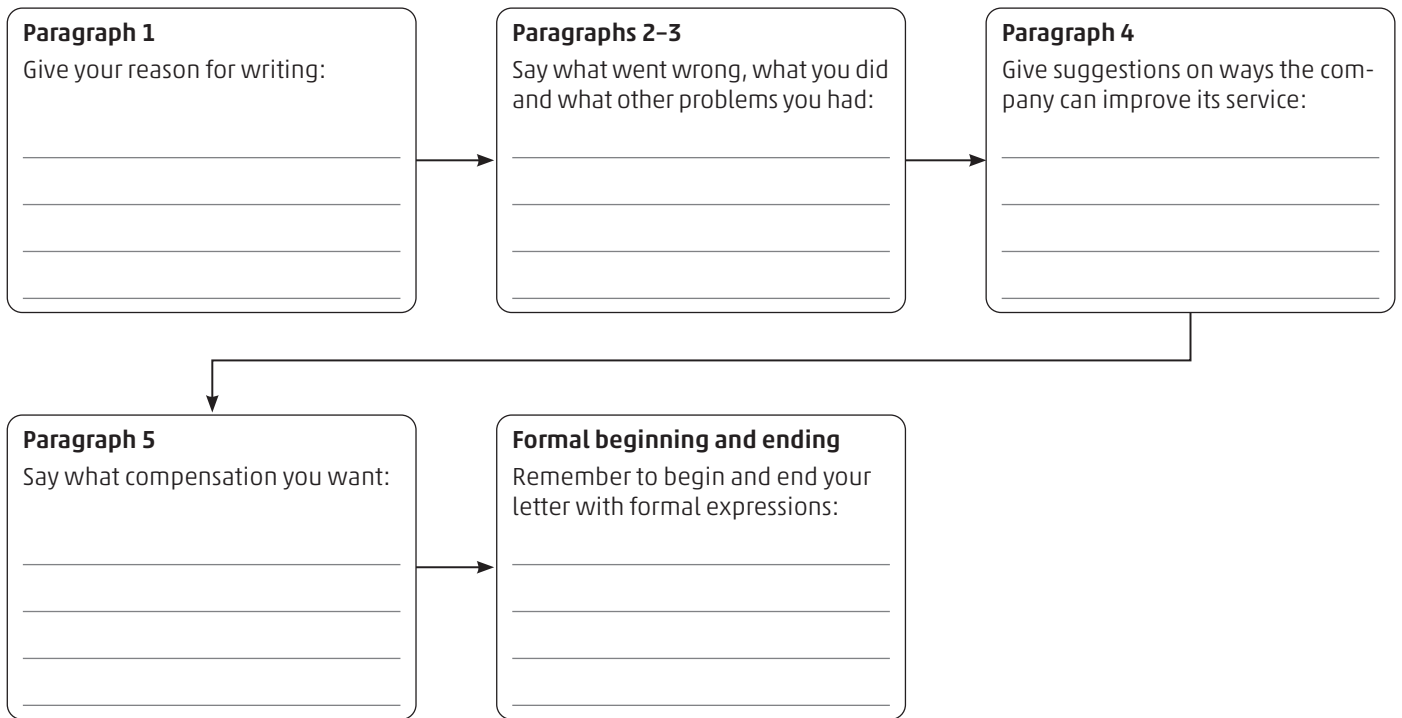 Paragraph 1
Give your reason for writing:
Paragraphs 2–3
Say what went wrong, what you did
and what other problems you had:
Paragraph 4
Give suggestions on ways the com-
pany can improve its service:
Paragraph 5
Say what compensation you want:
Formal beginning and ending
Remember to begin and end your
letter with formal expressions: